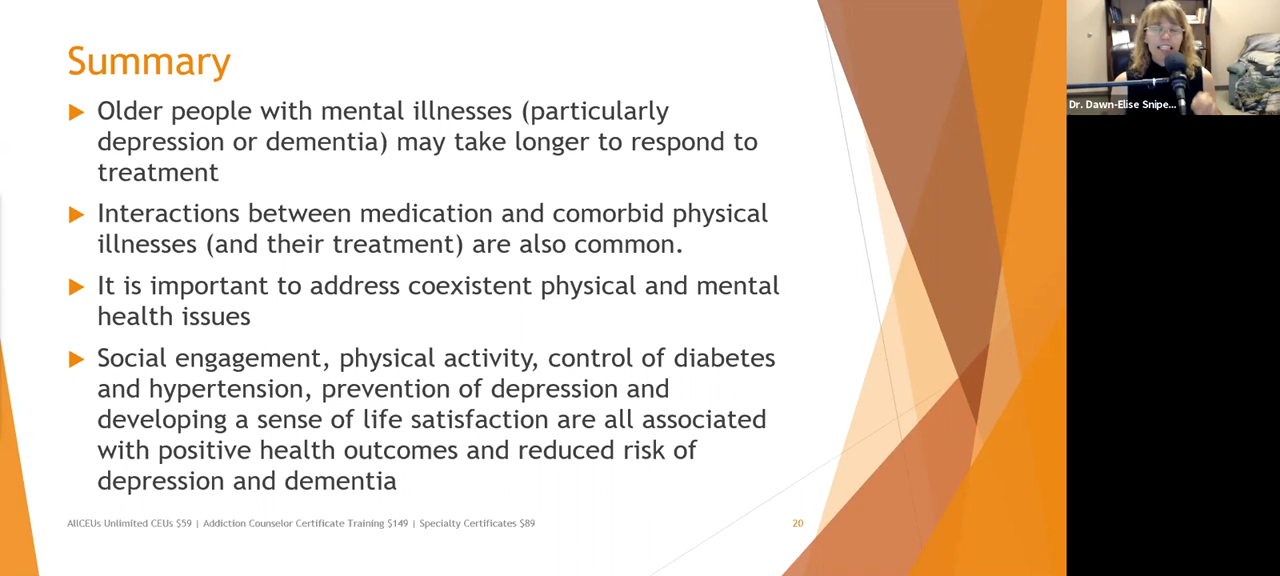 Summary
Older people with mental illnesses (particularly
depression or dementia) may take longer to respond to
treatment
Interactions between medication and comorbid physical
illnesses (and their treatment) are also common.
It is important to address coexistent physical and mental
health issues
Social engagement, physical activity, control of diabetes
and hypertension, prevention of depression and
developing a sense of life satisfaction are all associated
with positive health outcomes and reduced risk of
depression and dementia
AllCEUs Unlimited CEUs $59 | Addiction Counselor Certificate Training $149 | Specialty Certificates $89
20
Dr. Dawn-Elise Snipe...